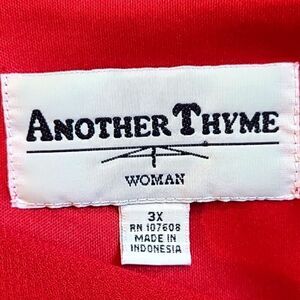 ANOTHER THYME
WOMAN
3X
RN 107608
MADE IN
INDONESIA